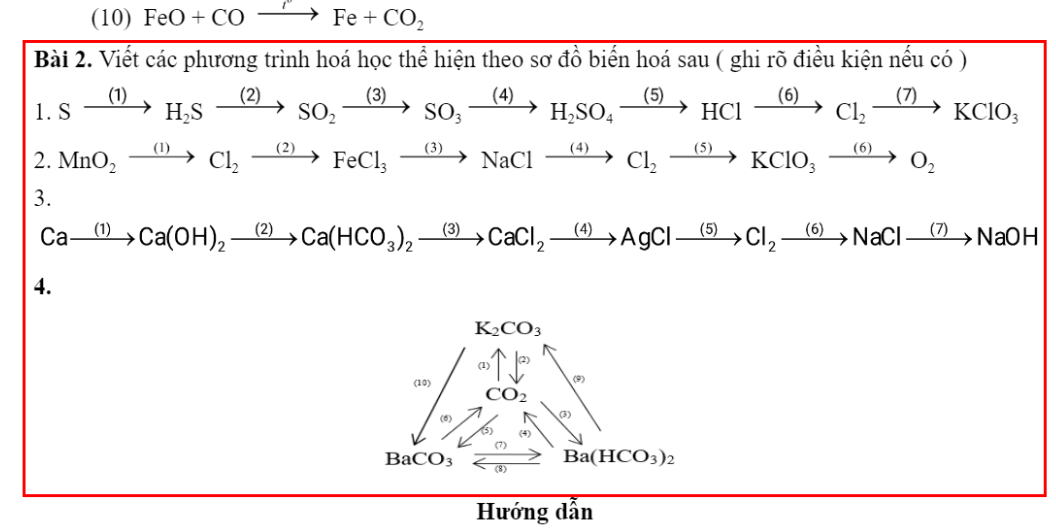 (10) FeO + CO —t°→ Fe + CO₂
Bài 2. Viết các phương trình hoá học thể hiện theo sơ đồ biến hoá sau ( ghi rõ điều kiện nếu có )
1. S —(1)→ H₂S —(2)→ SO₂ —(3)→ SO₃ —(4)→ H₂SO₄ —(5)→ HCl —(6)→ Cl₂ —(7)→ KClO₃
2. MnO₂ —(1)→ Cl₂ —(2)→ FeCl₃ —(3)→ NaCl —(4)→ Cl₂ —(5)→ KClO₃ —(6)→ O₂
3.
Ca —(1)→ Ca(OH)₂ —(2)→ Ca(HCO₃)₂ —(3)→ CaCl₂ —(4)→ AgCl —(5)→ Cl₂ —(6)→ NaCl —(7)→ NaOH
4.
K₂CO₃
(1) (2)
(10) (9)
CO₂
(6) (5) (4) (3)
(7)
BaCO₃ Ba(HCO₃)₂
(8)
Hướng dẫn